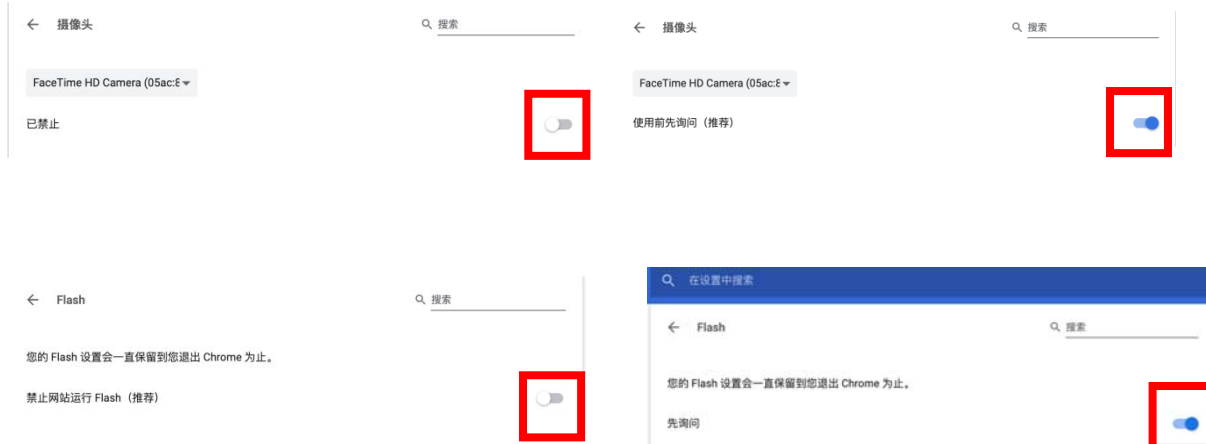 摄像头
搜索
FaceTime HD Camera (05ac:8
已禁止
摄像头
搜索
FaceTime HD Camera (05ac:8
使用前先询问（推荐）
Flash
搜索
您的 Flash 设置会一直保留到您退出 Chrome 为止。
禁止网站运行 Flash（推荐）
在设置中搜索
Flash
搜索
您的 Flash 设置会一直保留到您退出 Chrome 为止。
先询问